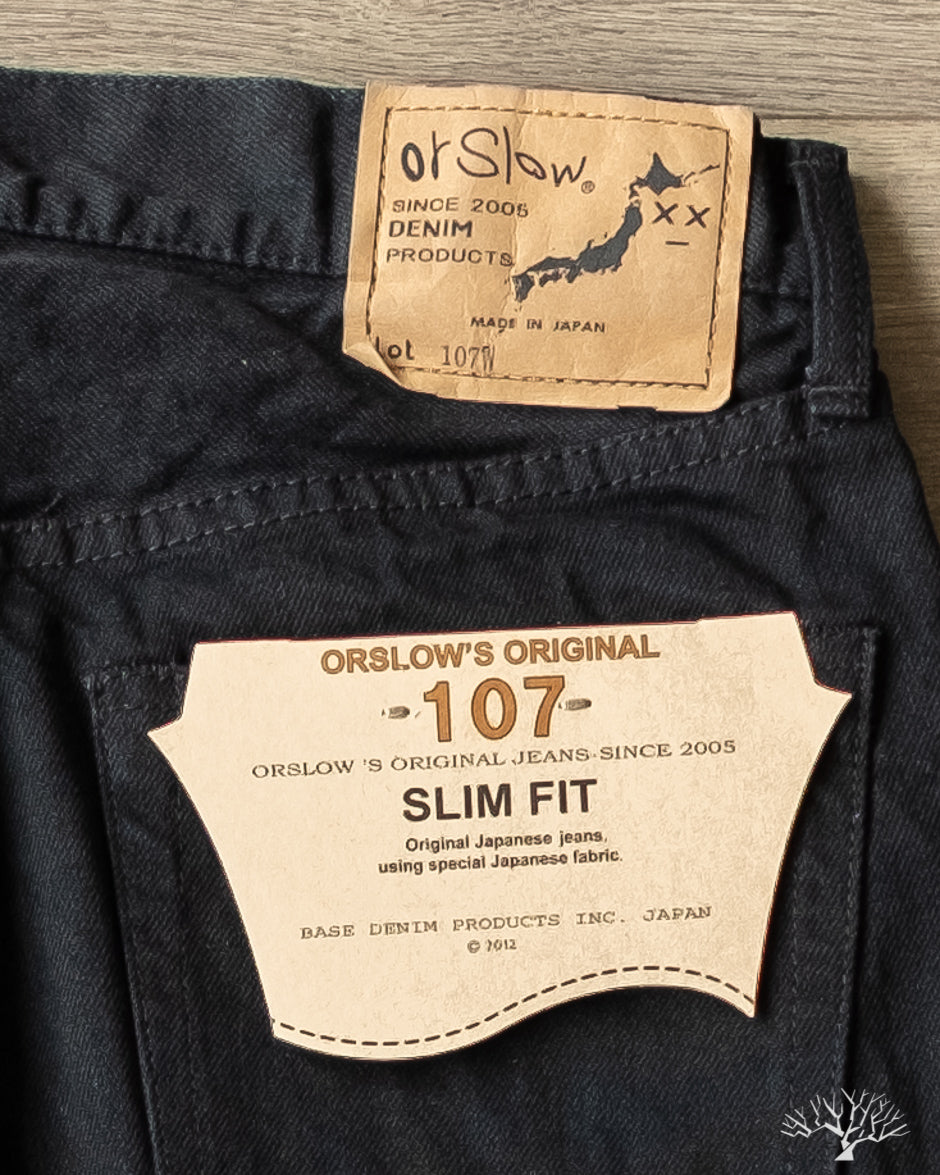 orSlow®
SINCE 2005
DENIM
PRODUCTS
X X
MADE IN JAPAN
Lot 107W
ORSLOW'S ORIGINAL
107
ORSLOW 'S ORIGINAL JEANS SINCE 2005
SLIM FIT
Original Japanese jeans,
using special Japanese fabric.
BASE DENIM PRODUCTS INC. JAPAN
© 2012